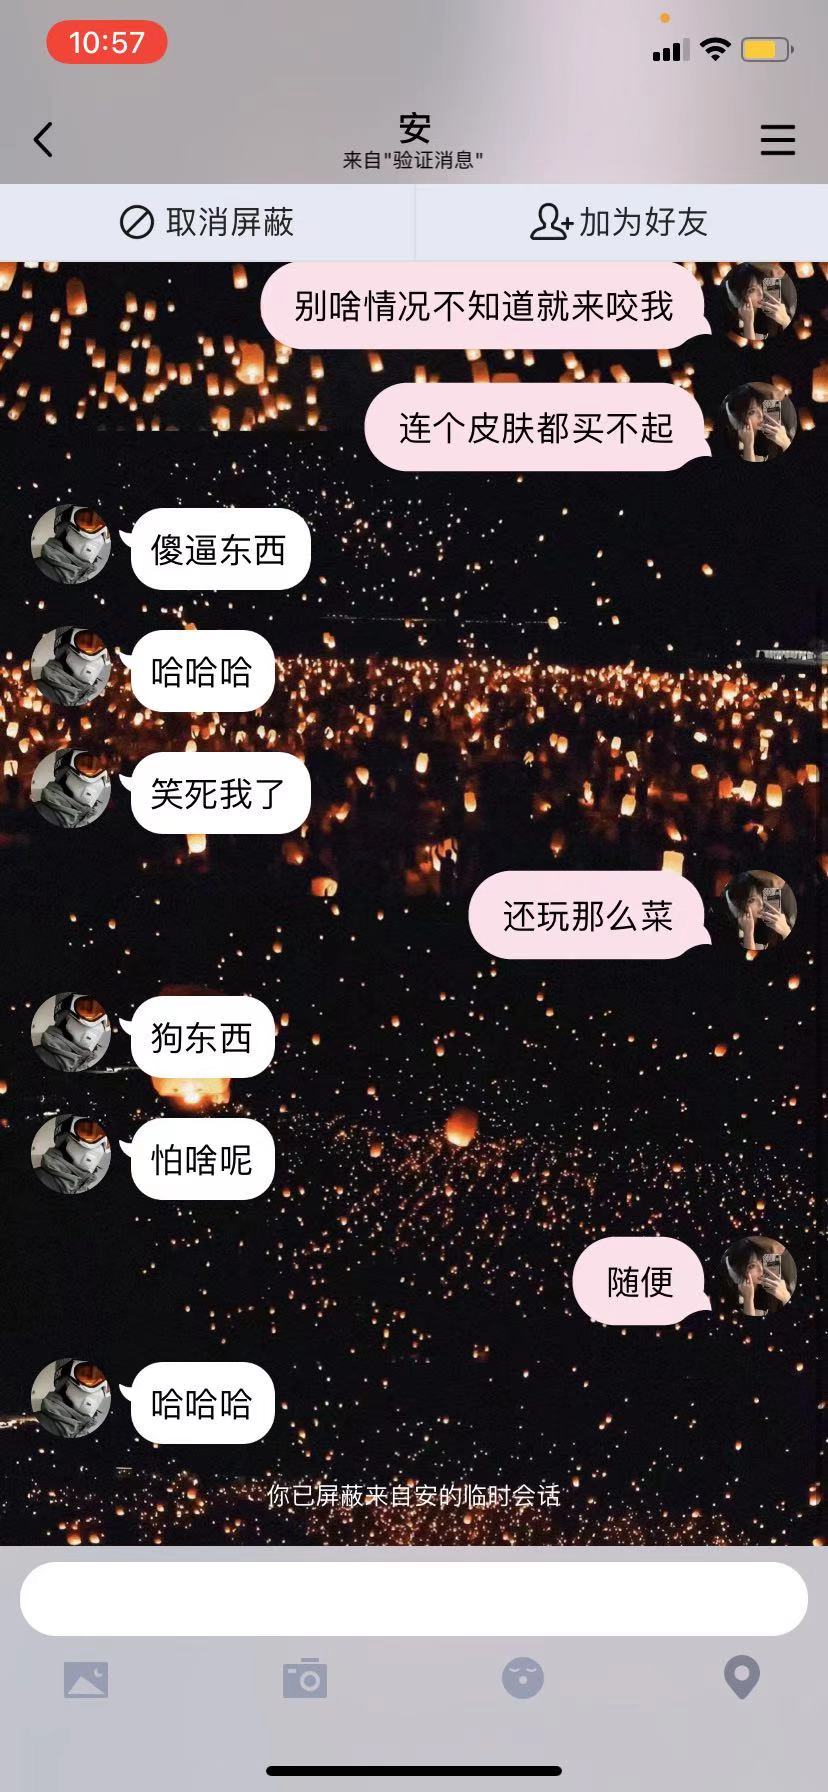 10:57
安
来自"验证消息"
取消屏蔽
加为好友
别啥情况不知道就来咬我
连个皮肤都买不起
傻逼东西
哈哈哈
笑死我了
还玩那么菜
狗东西
怕啥呢
随便
哈哈哈
你已屏蔽来自安的临时会话